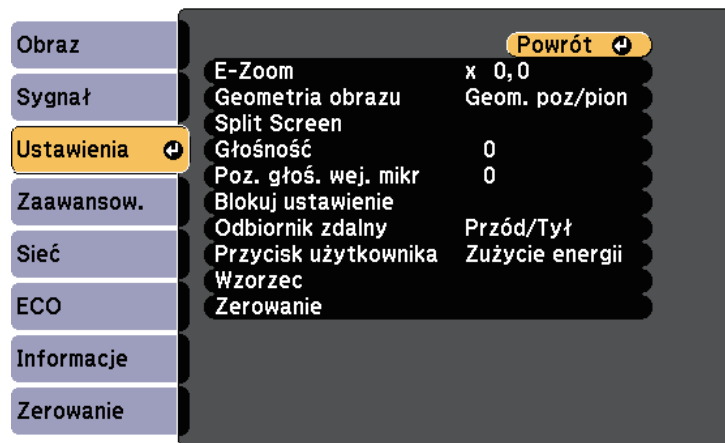 Obraz
Sygnał
Ustawienia
Zaawansow.
Sieć
ECO
Informacje
Zerowanie
Powrót
E-Zoom x 0,0
Geometria obrazu Geom. poz/pion
Split Screen
Głośność 0
Poz. głoś. wej. mikr 0
Blokuj ustawienie
Odbiornik zdalny Przód/Tył
Przycisk użytkownika Zużycie energii
Wzorzec
Zerowanie